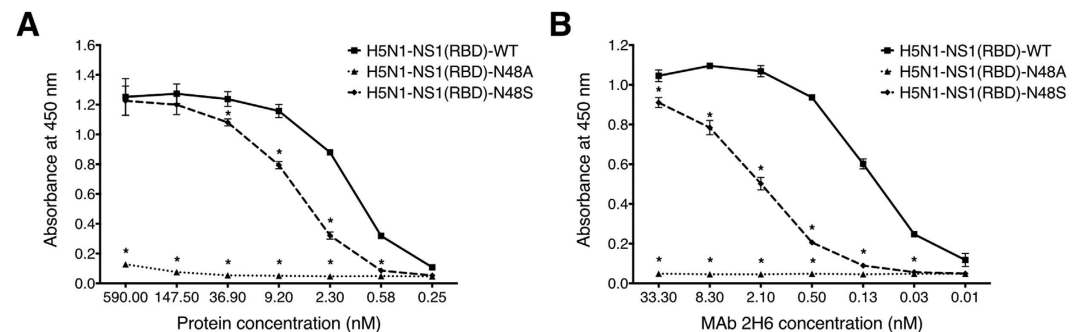 A
B
1.6
1.4
1.2
1.0
0.8
0.6
0.4
0.2
0.0
Absorbance at 450 nm
H5N1-NS1(RBD)-WT
H5N1-NS1(RBD)-N48A
H5N1-NS1(RBD)-N48S
* * * * * *
* * * *
590.00 147.50 36.90 9.20 2.30 0.58 0.25
Protein concentration (nM)
1.2
1.0
0.8
0.6
0.4
0.2
0.0
Absorbance at 450 nm
H5N1-NS1(RBD)-WT
H5N1-NS1(RBD)-N48A
H5N1-NS1(RBD)-N48S
* * * * * *
* * * * * *
33.30 8.30 2.10 0.50 0.13 0.03 0.01
MAb 2H6 concentration (nM)